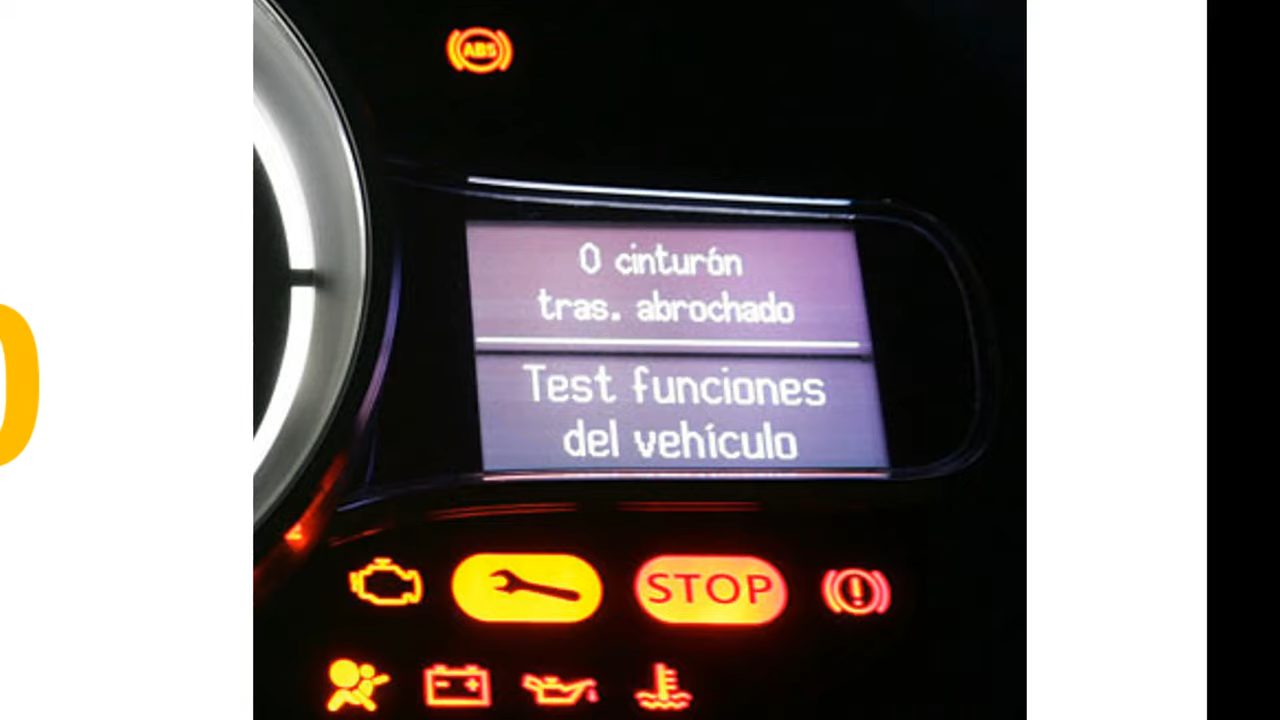 ABS
0 cinturón
tras. abrochado
Test funciones
del vehículo
STOP